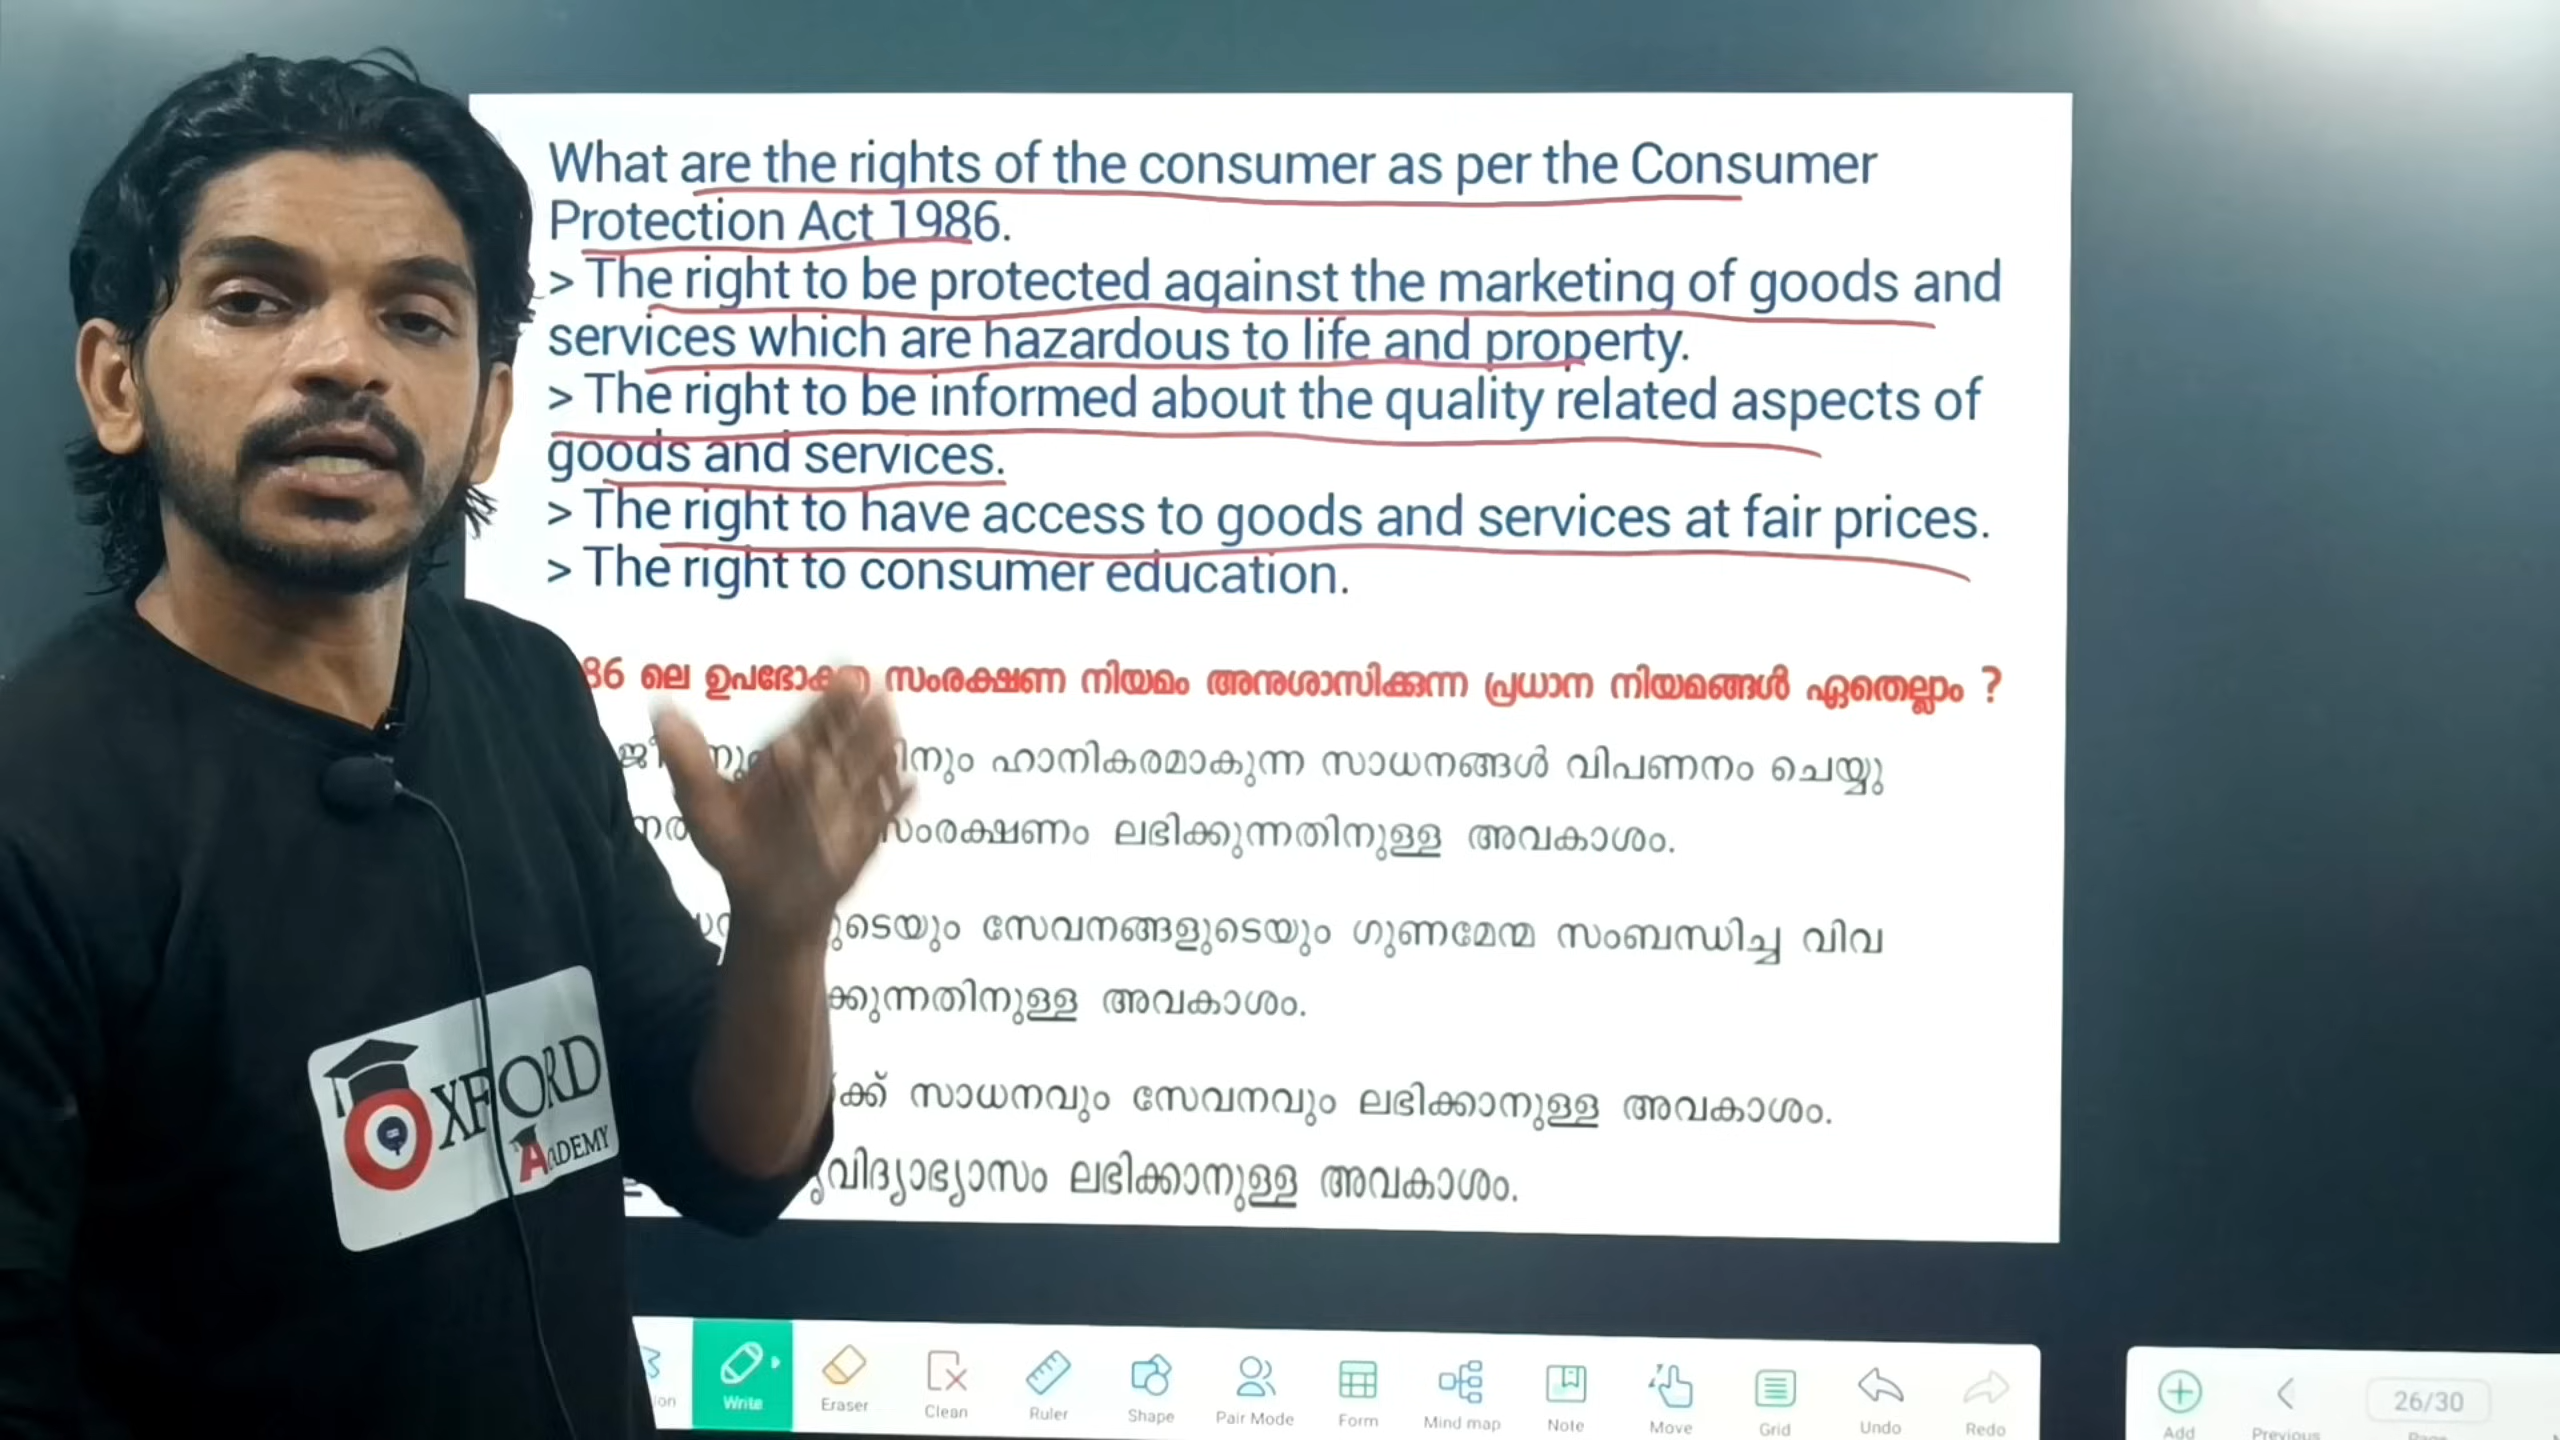 What are the rights of the consumer as per the Consumer
Protection Act 1986.
> The right to be protected against the marketing of goods and
services which are hazardous to life and property.
> The right to be informed about the quality related aspects of
goods and services.
> The right to have access to goods and services at fair prices.
> The right to consumer education.
86 ലെ ഉപഭോക്തൃ സംരക്ഷണ നിയമം അനുശാസിക്കുന്ന പ്രധാന നിയമങ്ങൾ ഏതെല്ലാം ?
ഹാനികരമാകുന്ന സാധനങ്ങൾ വിപണനം ചെയ്യു
സംരക്ഷണം ലഭിക്കുന്നതിനുള്ള അവകാശം.
സേവനങ്ങളുടെയും ഗുണമേന്മ സംബന്ധിച്ച വിവ
ക്കുന്നതിനുള്ള അവകാശം.
ക്ക് സാധനവും സേവനവും ലഭിക്കാനുള്ള അവകാശം.
വിദ്യാഭ്യാസം ലഭിക്കാനുള്ള അവകാശം.
OXFORD
ACADEMY
Write Eraser Clean Ruler Shape Pair Mode Form Mind map Note Move Grid Undo Redo
Add Previous 26/30 Page